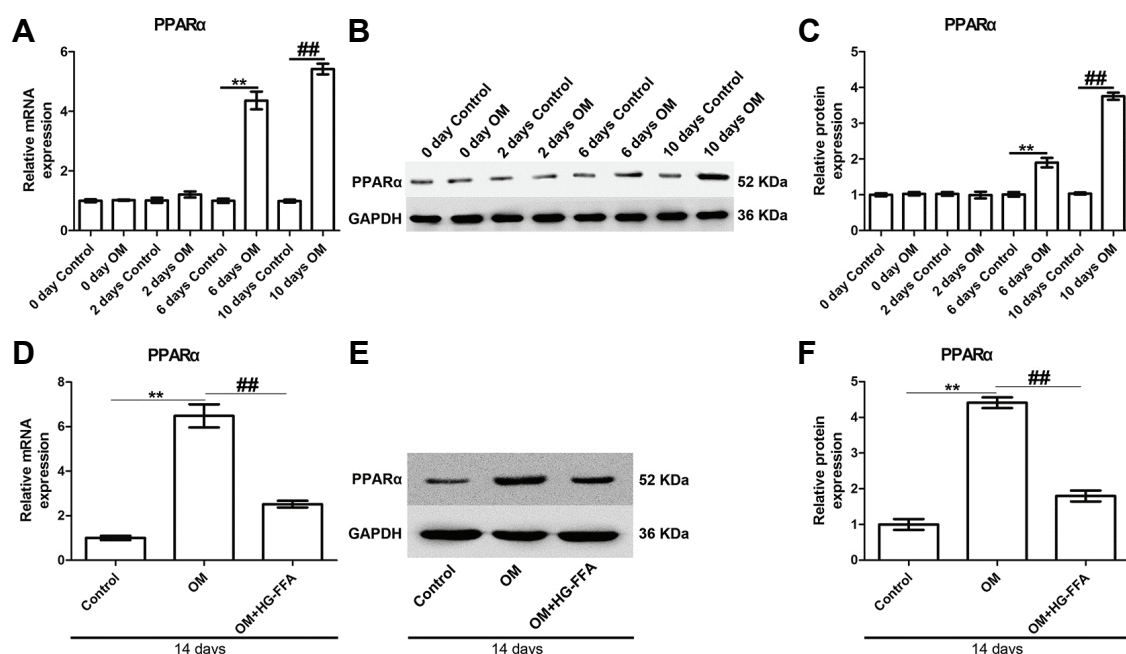 A
PPARα
Relative mRNA
expression
6
4
2
0
**
##
0 day Control
0 day OM
2 days Control
2 days OM
6 days Control
6 days OM
10 days Control
10 days OM
B
0 day Control
0 day OM
2 days Control
2 days OM
6 days Control
6 days OM
10 days Control
10 days OM
PPARα
52 KDa
GAPDH
36 KDa
C
PPARα
Relative protein
expression
5
4
3
2
1
0
**
##
0 day Control
0 day OM
2 days Control
2 days OM
6 days Control
6 days OM
10 days Control
10 days OM
D
PPARα
Relative mRNA
expression
8
6
4
2
0
**
##
Control
OM
OM+HG-FFA
14 days
E
PPARα
52 KDa
GAPDH
36 KDa
Control
OM
OM+HG-FFA
14 days
F
PPARα
Relative protein
expression
5
4
3
2
1
0
**
##
Control
OM
OM+HG-FFA
14 days